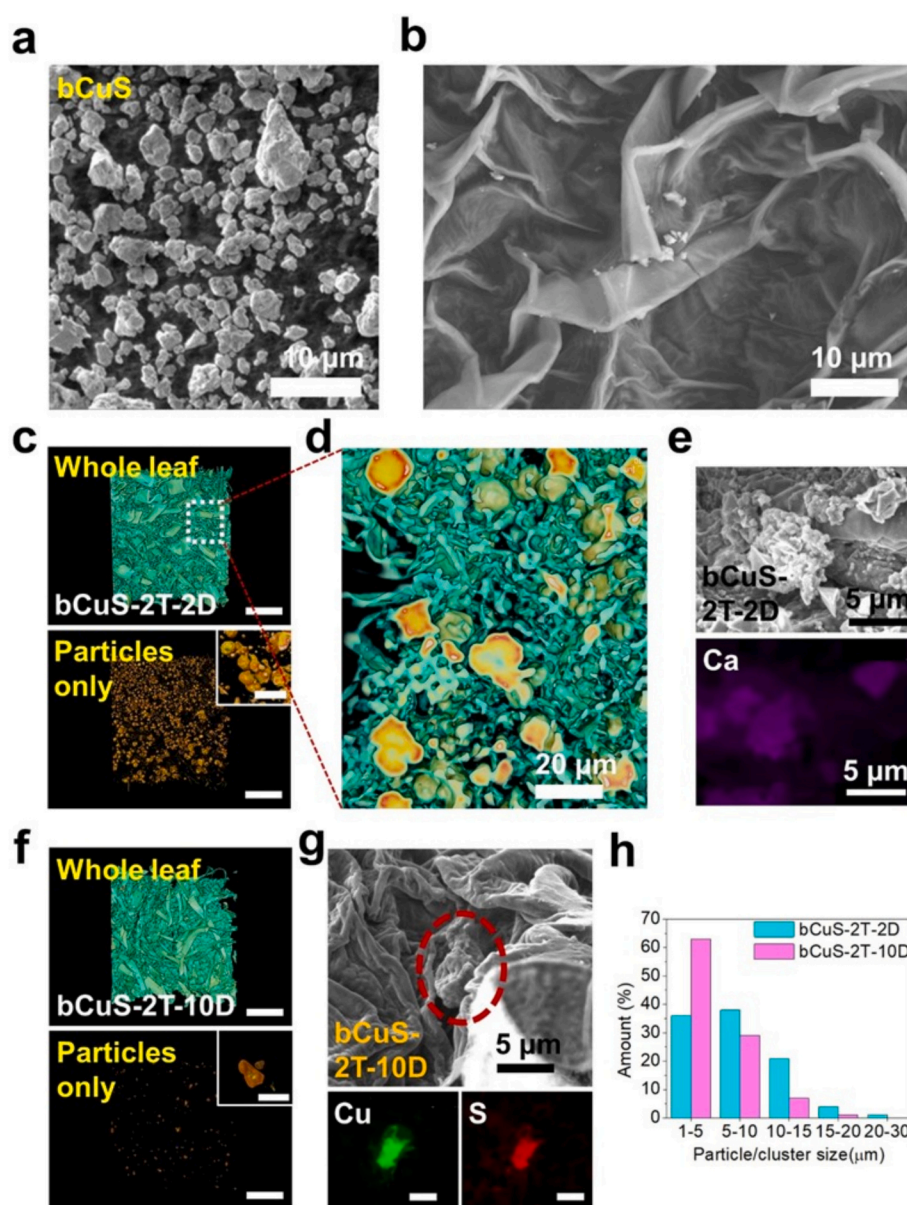 a
bCuS
10 µm
b
10 µm
c
Whole leaf
bCuS-2T-2D
Particles
only
d
20 µm
e
bCuS-
2T-2D
5 µm
Ca
5 µm
f
Whole leaf
bCuS-2T-10D
Particles
only
g
bCuS-
2T-10D
5 µm
Cu
S
h
70
60
50
40
30
20
10
0
Amount (%)
bCuS-2T-2D
bCuS-2T-10D
1-5 5-10 10-15 15-20 20-30
Particle/cluster size(µm)